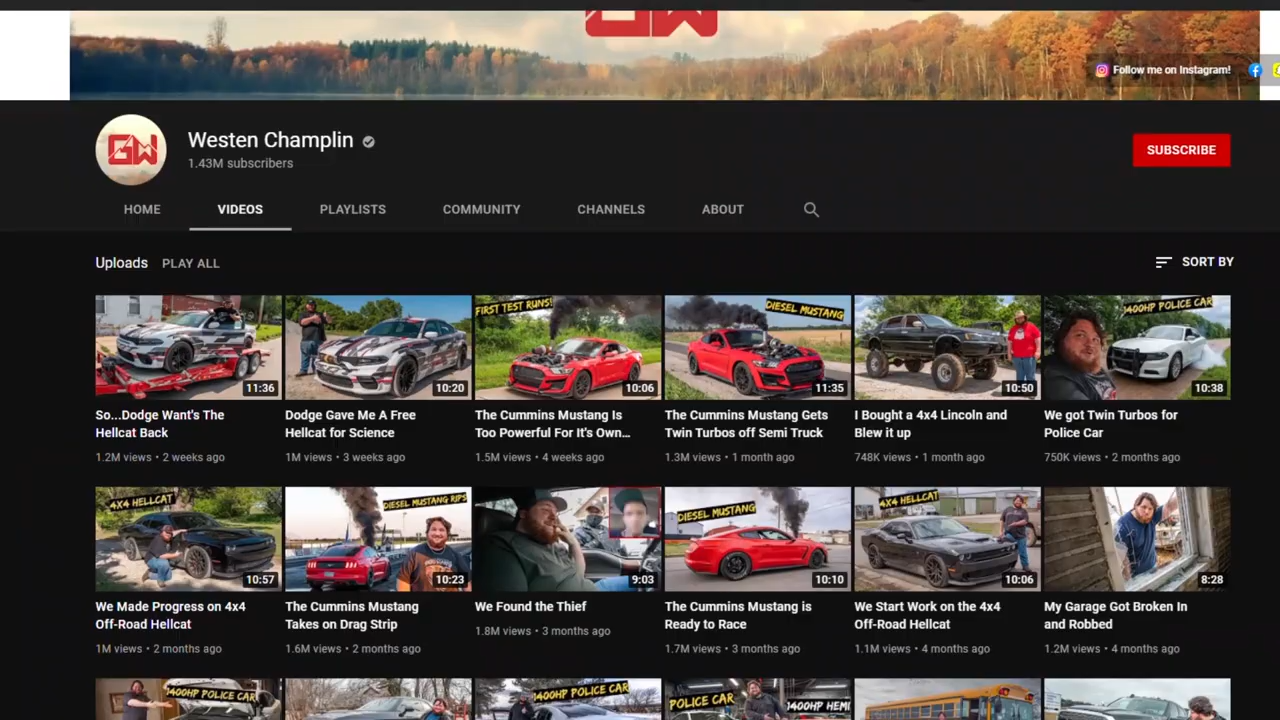 GW
Follow me on Instagram!
GW
Westen Champlin
1.43M subscribers
SUBSCRIBE
HOME
VIDEOS
PLAYLISTS
COMMUNITY
CHANNELS
ABOUT
Uploads
PLAY ALL
SORT BY
11:36
10:20
FIRST TEST RUNS!
10:06
DIESEL MUSTANG
11:35
10:50
1400HP POLICE CAR
10:38
So...Dodge Want's The
Hellcat Back
1.2M views • 2 weeks ago
Dodge Gave Me A Free
Hellcat for Science
1M views • 3 weeks ago
The Cummins Mustang Is
Too Powerful For It's Own...
1.5M views • 4 weeks ago
The Cummins Mustang Gets
Twin Turbos off Semi Truck
1.3M views • 1 month ago
I Bought a 4x4 Lincoln and
Blew it up
748K views • 1 month ago
We got Twin Turbos for
Police Car
750K views • 2 months ago
4X4 HELLCAT
10:57
DIESEL MUSTANG RIPS
10:23
9:03
DIESEL MUSTANG
10:10
4X4 HELLCAT
10:06
8:28
We Made Progress on 4x4
Off-Road Hellcat
1M views • 2 months ago
The Cummins Mustang
Takes on Drag Strip
1.6M views • 2 months ago
We Found the Thief
1.8M views • 3 months ago
The Cummins Mustang is
Ready to Race
1.7M views • 3 months ago
We Start Work on the 4x4
Off-Road Hellcat
1.1M views • 4 months ago
My Garage Got Broken In
and Robbed
1.2M views • 4 months ago
1400HP POLICE CAR
1400HP POLICE CAR
POLICE CAR
1400HP HEMI